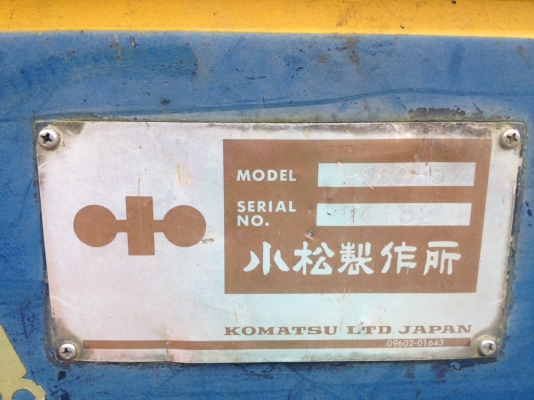 MODEL
SERIAL
NO.
小松製作所
KOMATSU LTD JAPAN
09602-01643